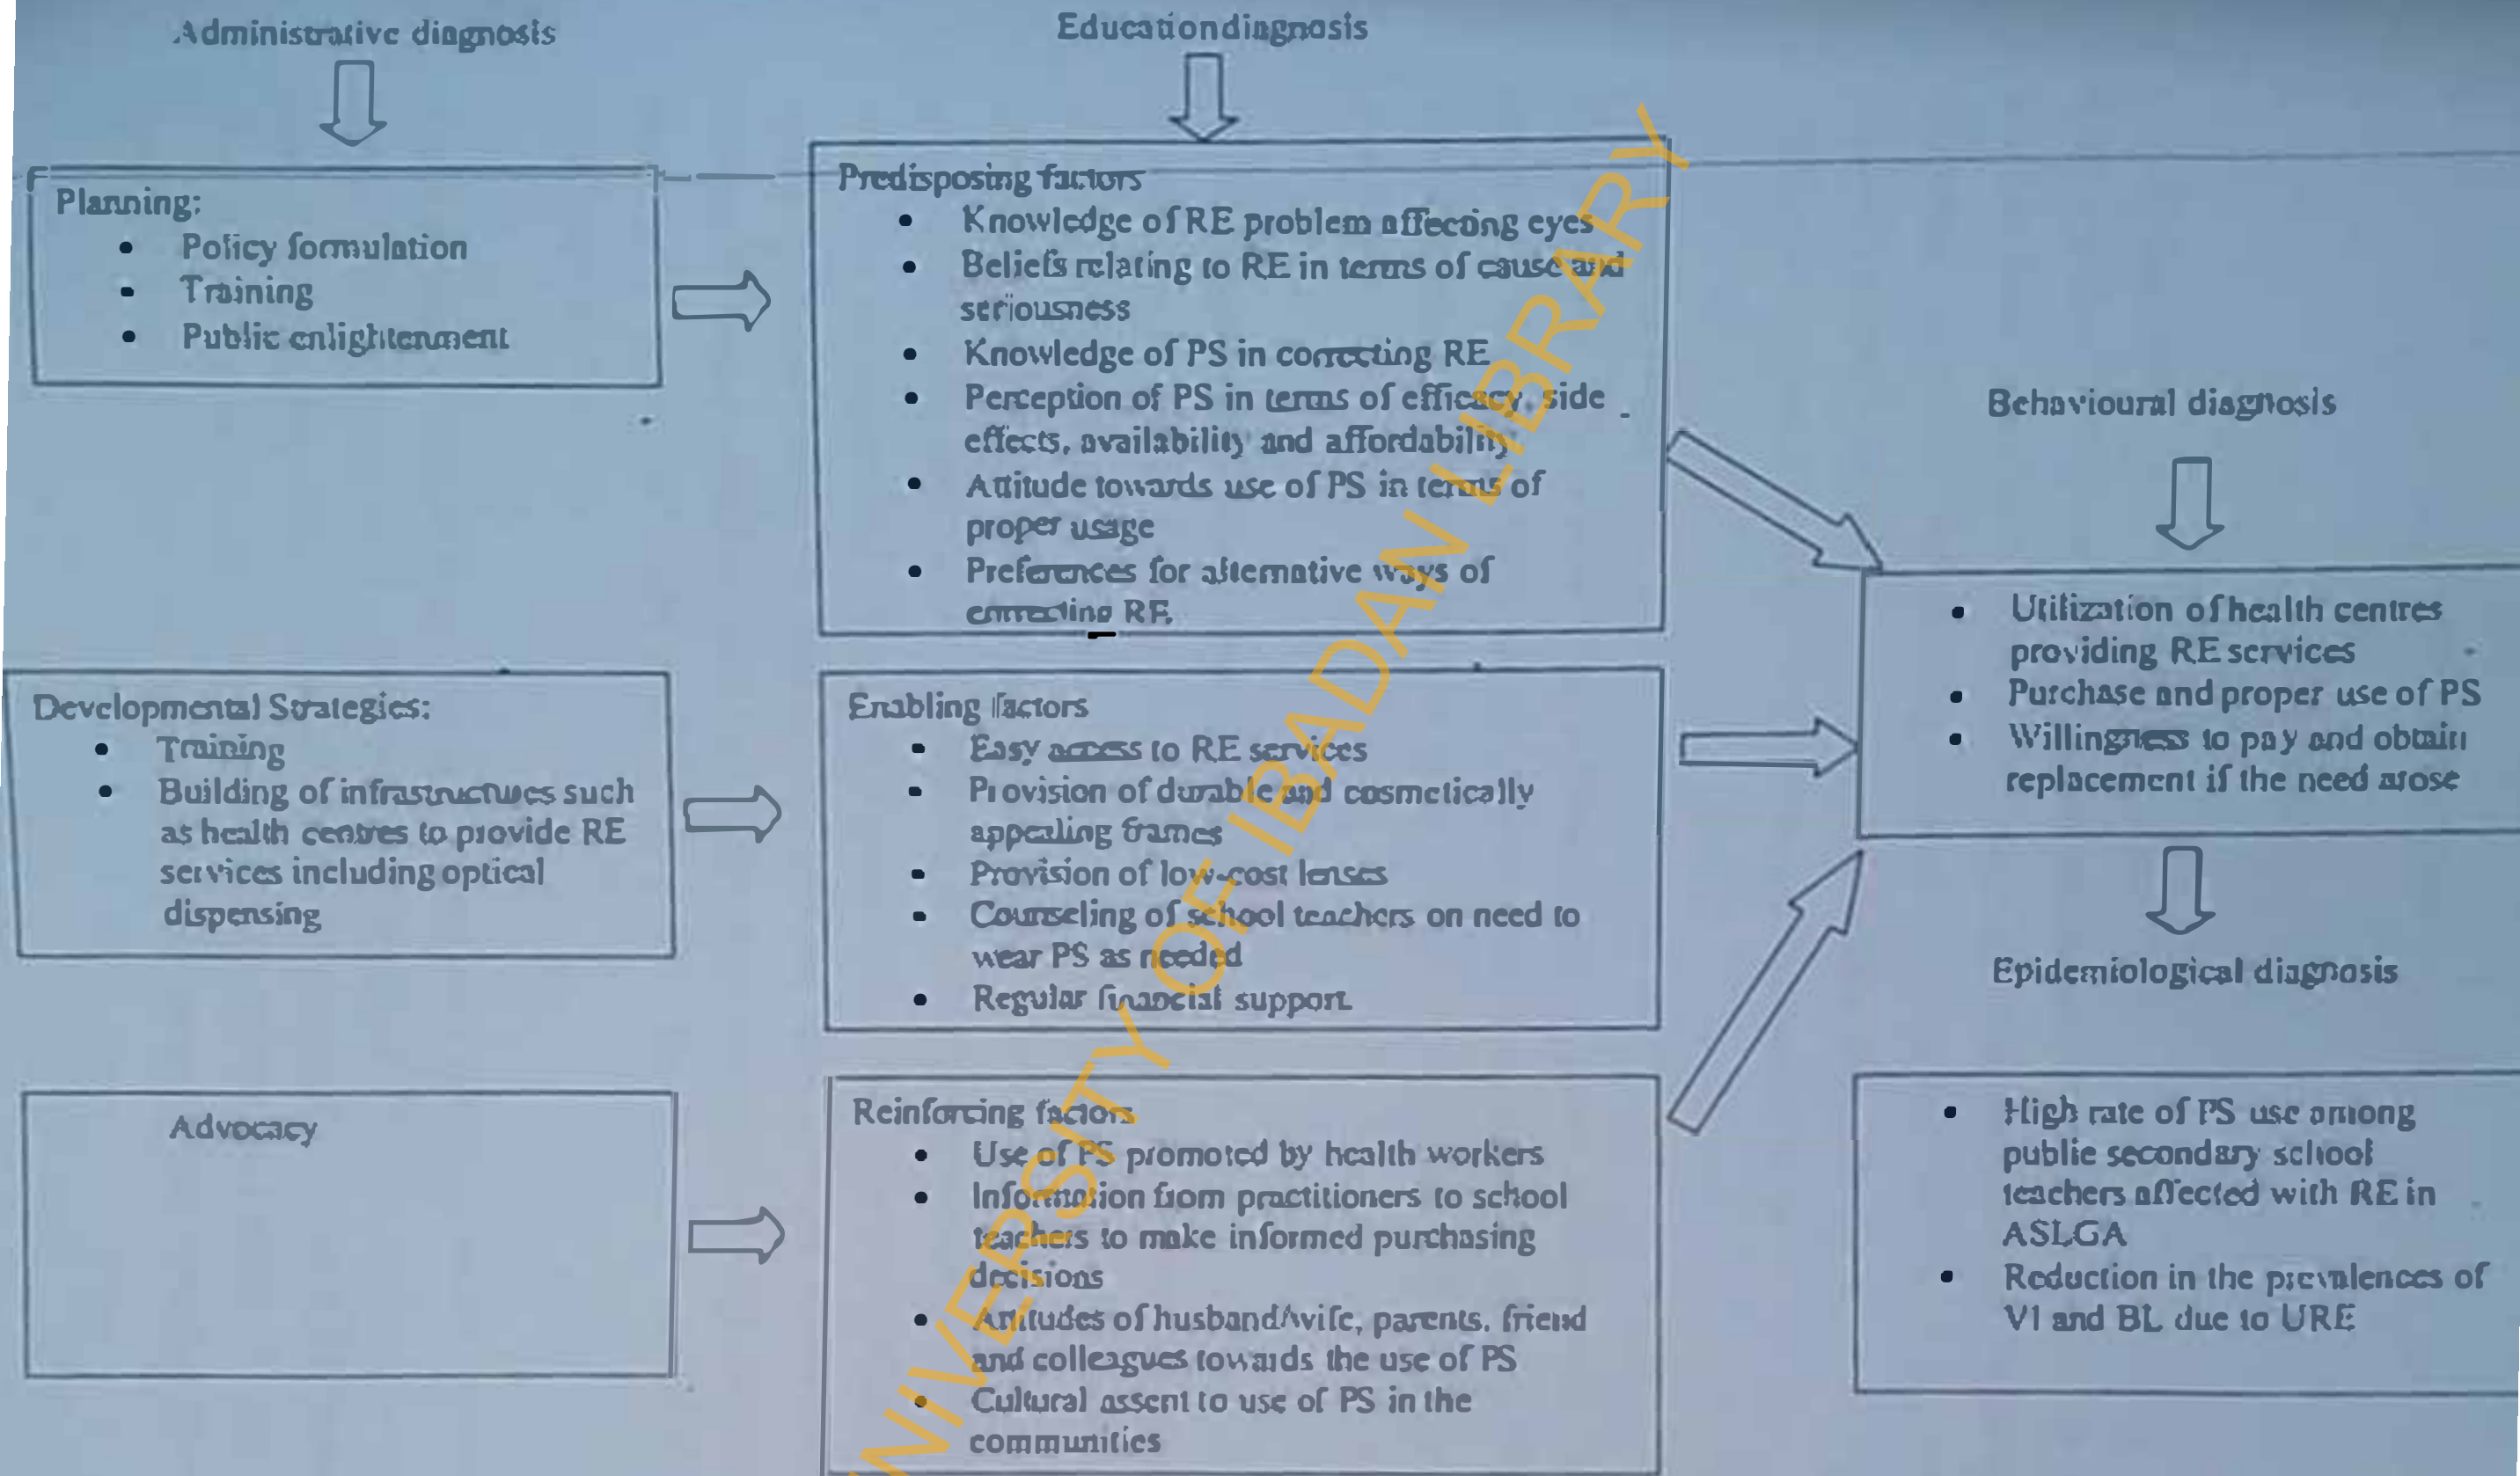 Administrative diagnosis
Planning:
• Policy formulation
• Training
• Public enlightenment
Developmental Strategies:
• Training
• Building of infrastructures such
as health centres to provide RE
services including optical
dispensing
Advocacy
Educationdiagnosis
Predisposing factors
• Knowledge of RE problem affecting eyes
• Beliefs relating to RE in terms of cause and
seriousness
• Knowledge of PS in correcting RE
• Perception of PS in terms of efficacy, side
effects, availability and affordability
• Attitude towards use of PS in terms of
proper usage
• Preferences for alternative ways of
correcting RE.
Enabling factors
• Easy access to RE services
• Provision of durable and cosmetically
appealing frames
• Provision of low-cost lenses
• Counseling of school teachers on need to
wear PS as needed
• Regular financial support.
Reinforcing factors
• Use of PS promoted by health workers
• Information from practitioners to school
teachers to make informed purchasing
decisions
• Attitudes of husband/wife, parents, friend
and colleagues towards the use of PS
• Cultural assent to use of PS in the
communities
Behavioural diagnosis
• Utilization of health centres
providing RE services
• Purchase and proper use of PS
• Willingness to pay and obtain
replacement if the need arose
Epidemiological diagnosis
• High rate of PS use among
public secondary school
teachers affected with RE in
ASLGA
• Reduction in the prevalences of
VI and BL due to URE
NIVERSITY OF IBADAN LIBRARY